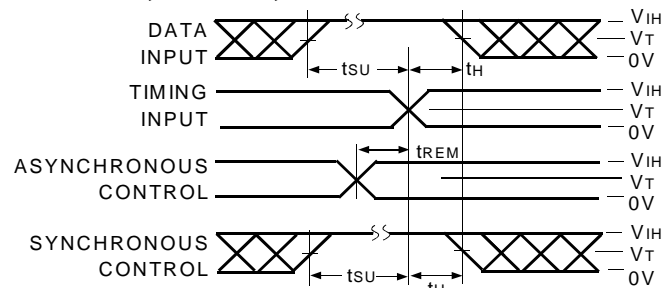 DATA INPUT
VIH
VT
0V
tSU
tH
TIMING INPUT
VIH
VT
0V
tREM
ASYNCHRONOUS CONTROL
VIH
VT
0V
SYNCHRONOUS CONTROL
VIH
VT
0V
tSU
tH